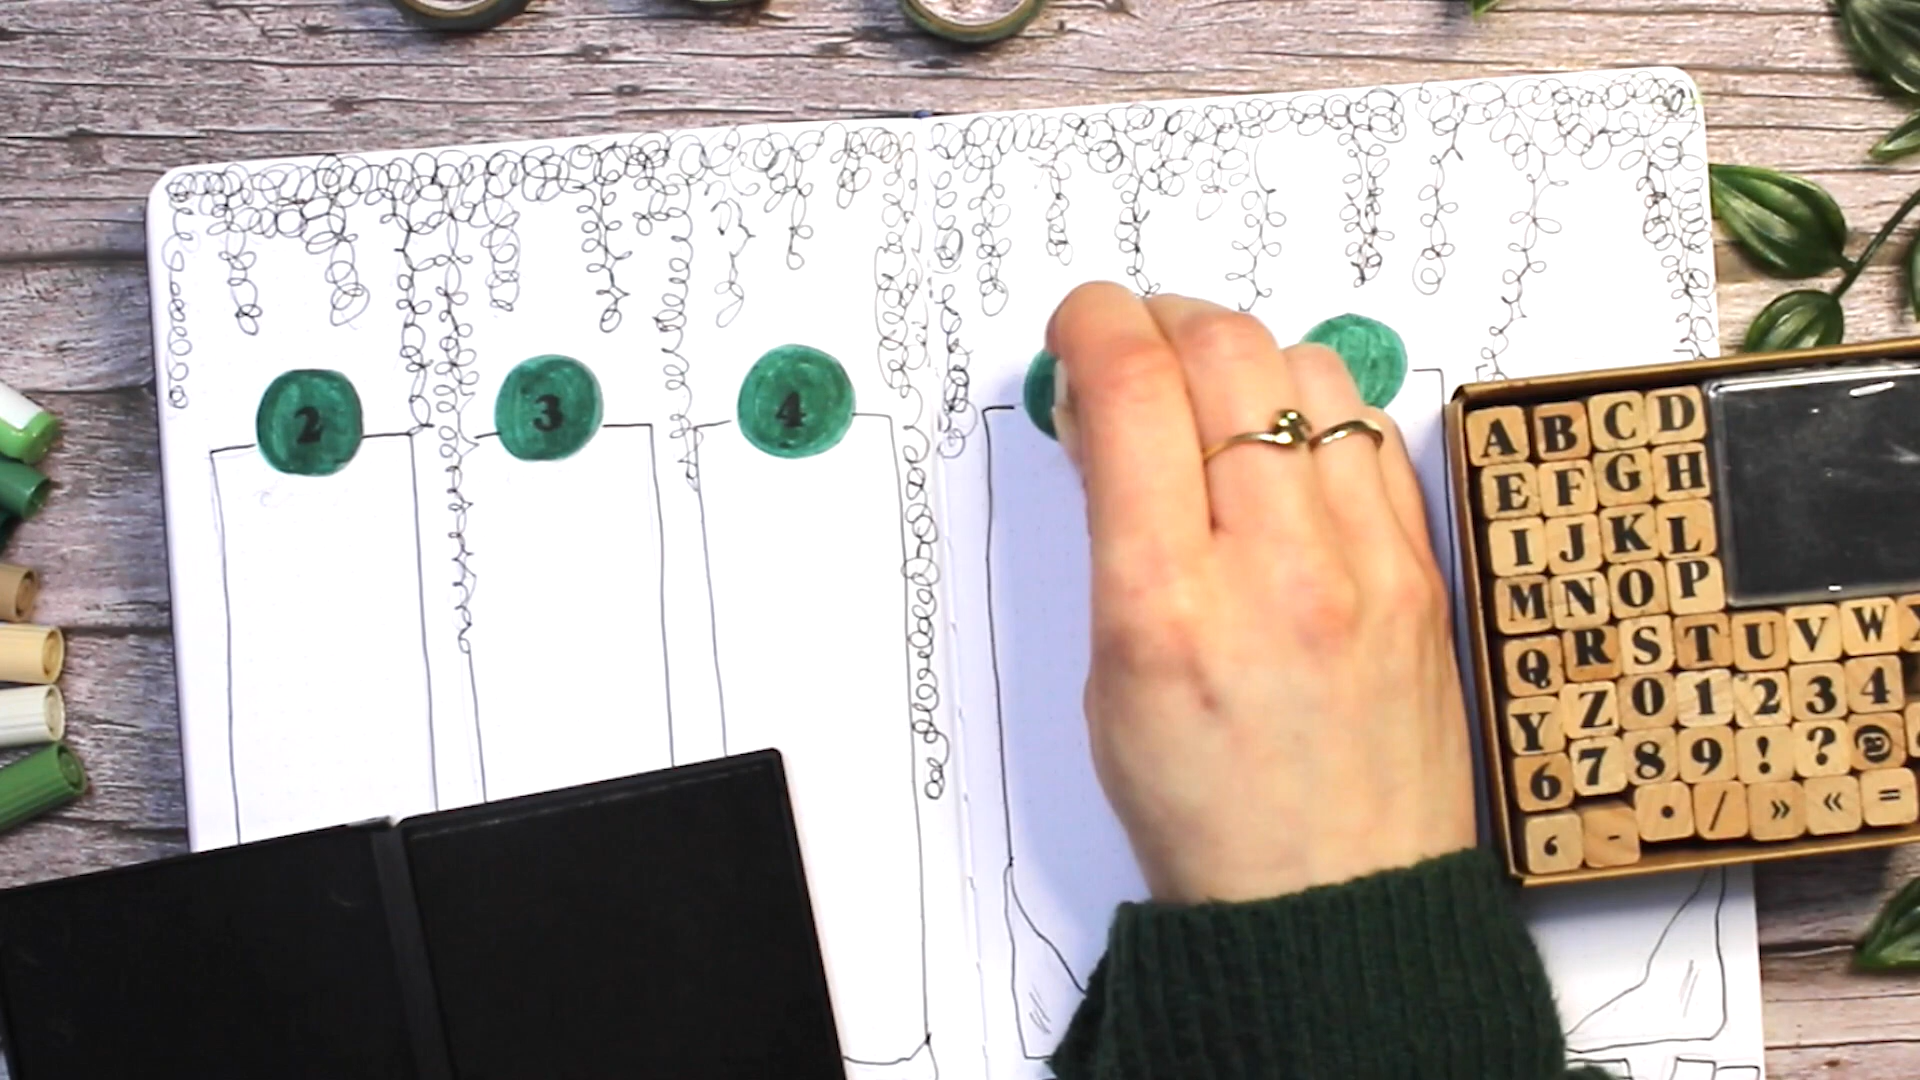 2 3 4
A B C D
E F G H
I J K L
M N O P
Q R S T U V W
Y Z 0 1 2 3 4
6 7 8 9 ! ?
‘ - • / » « =